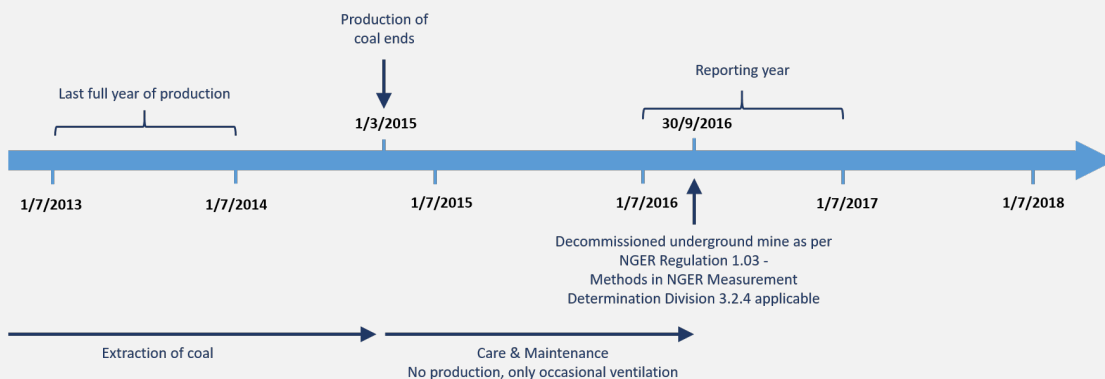 Production of
coal ends
Reporting year
Last full year of production
1/3/2015
30/9/2016
1/7/2013
1/7/2014
1/7/2015
1/7/2016
1/7/2017
1/7/2018
Decommissioned underground mine as per
NGER Regulation 1.03 -
Methods in NGER Measurement
Determination Division 3.2.4 applicable
Extraction of coal
Care & Maintenance
No production, only occasional ventilation